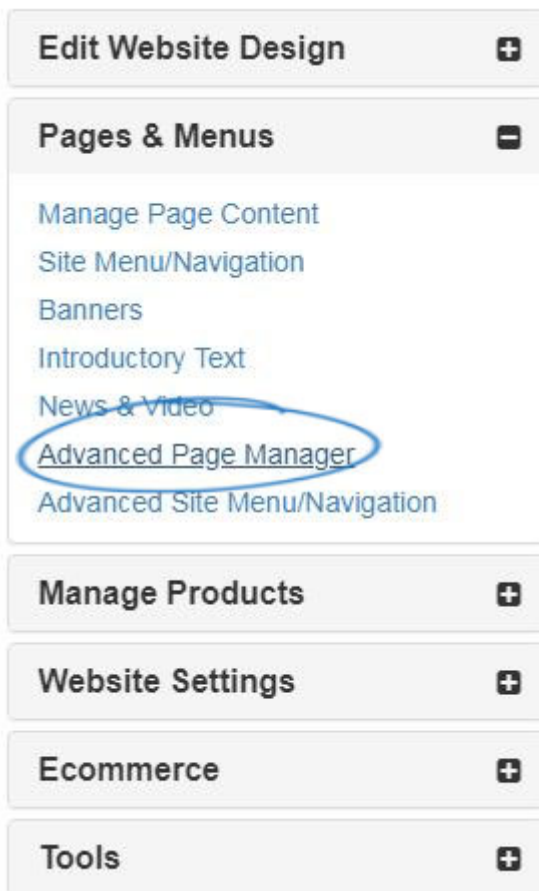 Edit Website Design
Pages & Menus
Manage Page Content
Site Menu/Navigation
Banners
Introductory Text
News & Video
Advanced Page Manager
Advanced Site Menu/Navigation
Manage Products
Website Settings
Ecommerce
Tools